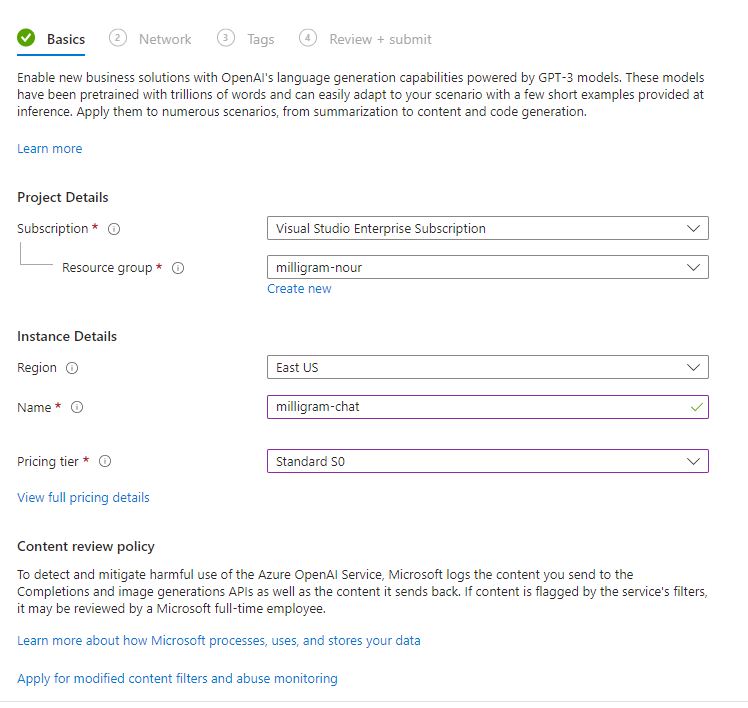 Basics 2 Network 3 Tags 4 Review + submit
Enable new business solutions with OpenAI's language generation capabilities powered by GPT-3 models. These models
have been pretrained with trillions of words and can easily adapt to your scenario with a few short examples provided at
inference. Apply them to numerous scenarios, from summarization to content and code generation.
Learn more
Project Details
Subscription * Visual Studio Enterprise Subscription
Resource group * milligram-nour
Create new
Instance Details
Region East US
Name * milligram-chat
Pricing tier * Standard S0
View full pricing details
Content review policy
To detect and mitigate harmful use of the Azure OpenAI Service, Microsoft logs the content you send to the
Completions and image generations APIs as well as the content it sends back. If content is flagged by the service's filters,
it may be reviewed by a Microsoft full-time employee.
Learn more about how Microsoft processes, uses, and stores your data
Apply for modified content filters and abuse monitoring